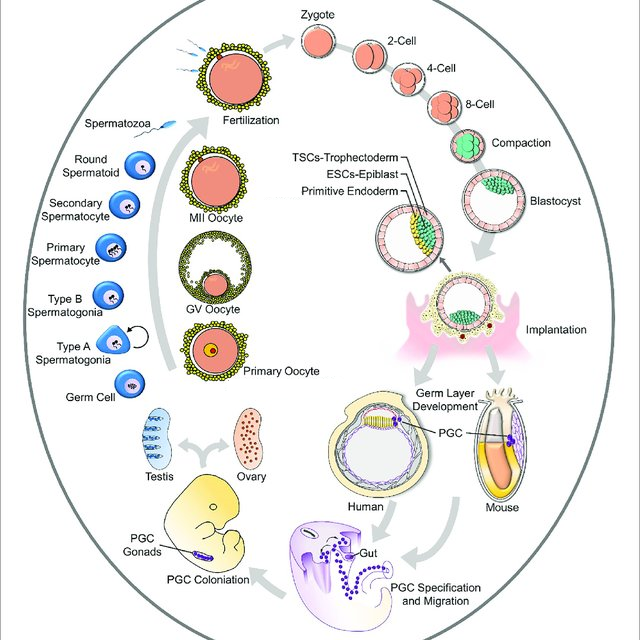 Zygote
2-Cell
4-Cell
8-Cell
Compaction
Blastocyst
TSCs-Trophectoderm
ESCs-Epiblast
Primitive Endoderm
Implantation
Germ Layer
Development
PGC
Human
Mouse
Gut
PGC Specification
and Migration
PGC
Gonads
PGC Coloniation
Testis
Ovary
Germ Cell
Type A
Spermatogonia
Type B
Spermatogonia
Primary
Spermatocyte
Secondary
Spermatocyte
Round
Spermatoid
Spermatozoa
Primary Oocyte
GV Oocyte
MII Oocyte
Fertilization